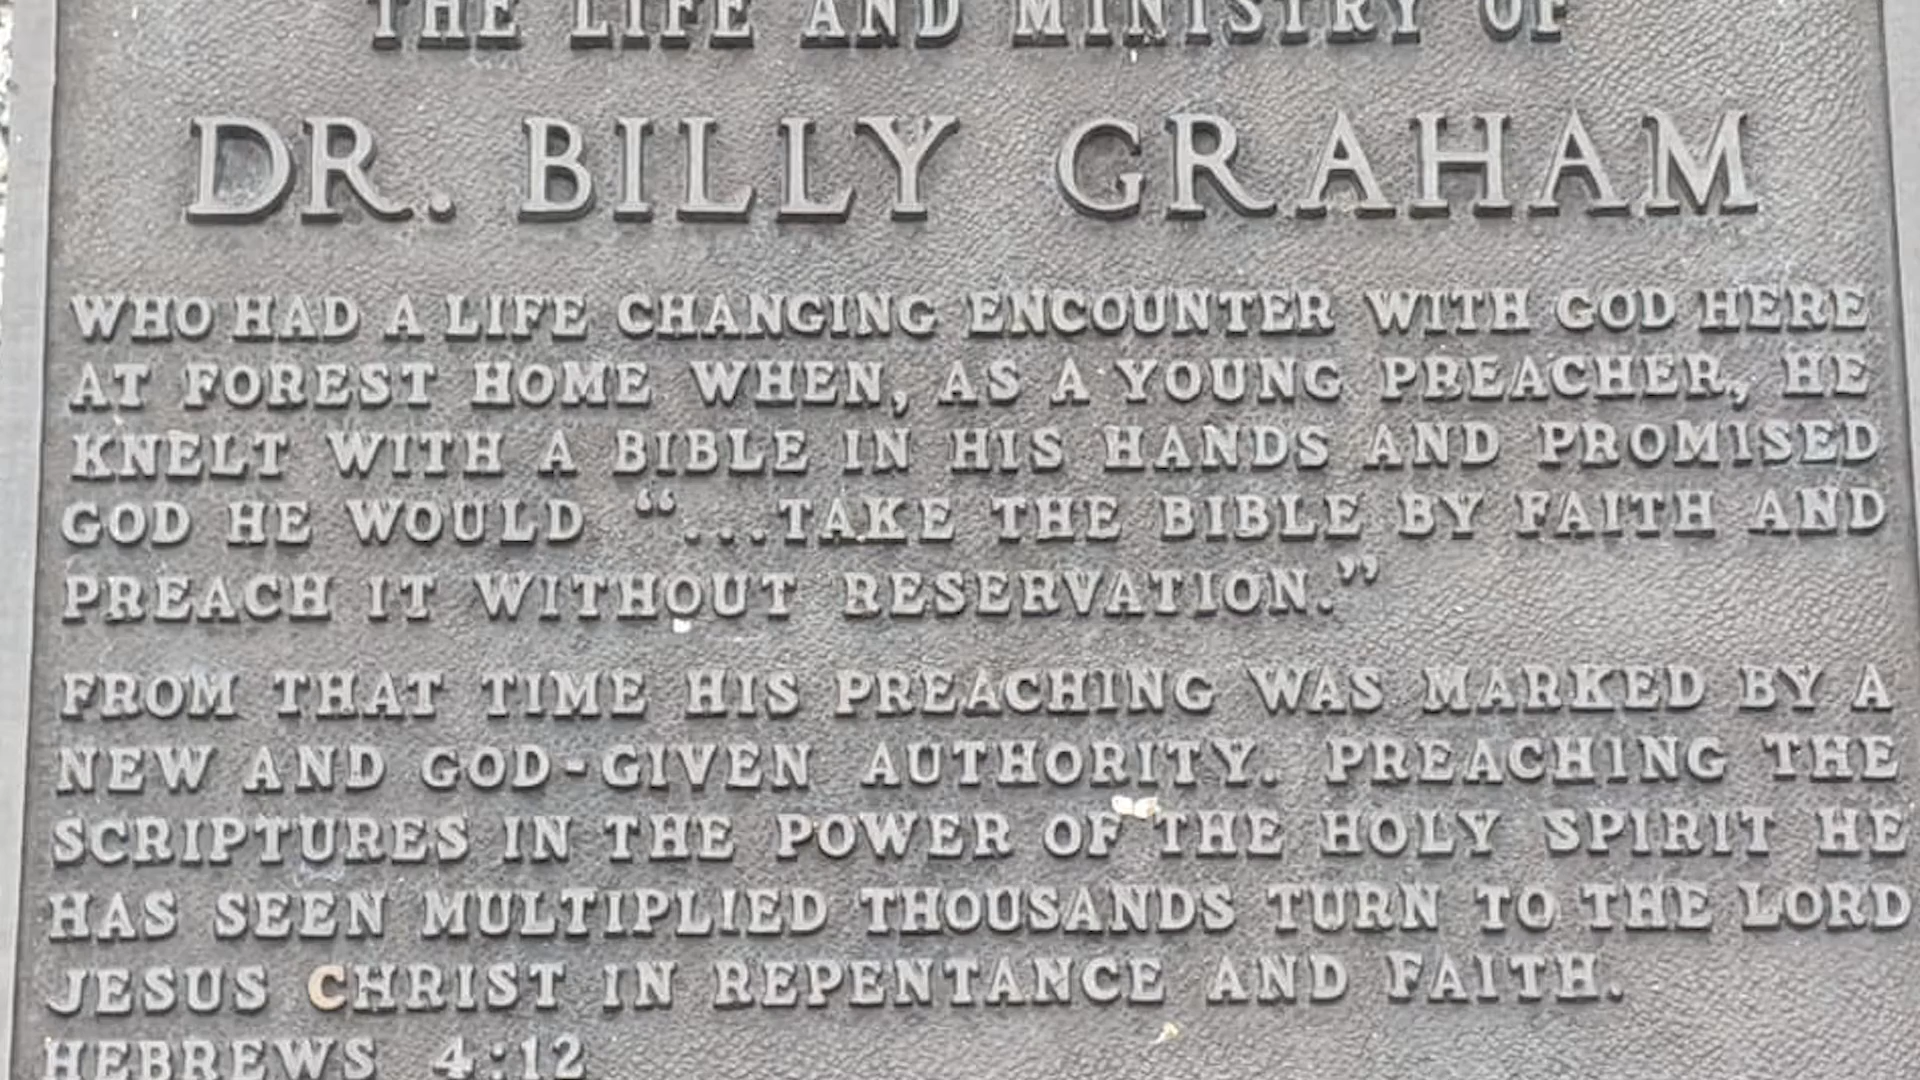 THE LIFE AND MINISTRY OF
DR. BILLY GRAHAM
WHO HAD A LIFE CHANGING ENCOUNTER WITH GOD HERE
AT FOREST HOME WHEN, AS A YOUNG PREACHER, HE
KNELT WITH A BIBLE IN HIS HANDS AND PROMISED
GOD HE WOULD “...TAKE THE BIBLE BY FAITH AND
PREACH IT WITHOUT RESERVATION.”
FROM THAT TIME HIS PREACHING WAS MARKED BY A
NEW AND GOD-GIVEN AUTHORITY. PREACHING THE
SCRIPTURES IN THE POWER OF THE HOLY SPIRIT HE
HAS SEEN MULTIPLIED THOUSANDS TURN TO THE LORD
JESUS CHRIST IN REPENTANCE AND FAITH.
HEBREWS 4:12